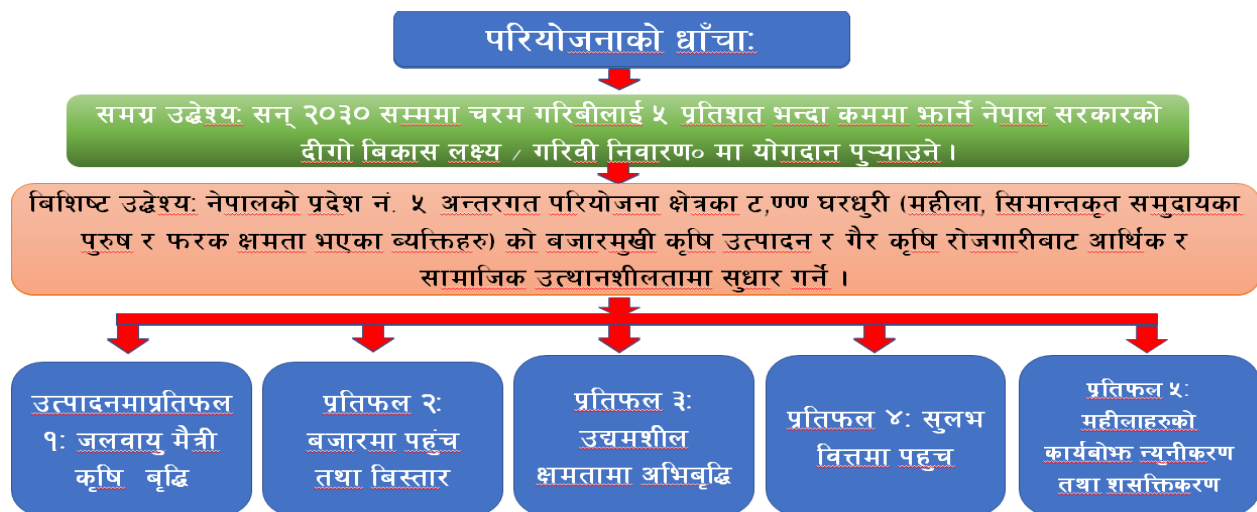 परियोजनाको धाँचा:
समग्र उद्धेश्य: सन् २०३० सम्ममा चरम गरिबीलाई ५ प्रतिशत भन्दा कममा झार्ने नेपाल सरकारको
दीगो बिकास लक्ष्य / गरिवी निवारण० मा योगदान पुऱ्याउने ।
बिशिष्ट उद्धेश्य: नेपालको प्रदेश नं. ५ अन्तरगत परियोजना क्षेत्रका ट,ण्ण्ण घरधुरी (महीला, सिमान्तकृत समुदायका
पुरुष र फरक क्षमता भएका ब्यक्तिहरु) को बजारमुखी कृषि उत्पादन र गैर कृषि रोजगारीबाट आर्थिक र
सामाजिक उत्थानशीलतामा सुधार गर्ने ।
उत्पादनमाप्रतिफल
१: जलवायु मैत्री
कृषि बृद्धि
प्रतिफल २:
बजारमा पहुंच
तथा बिस्तार
प्रतिफल ३:
उद्यमशील
क्षमतामा अभिबृद्धि
प्रतिफल ४: सुलभ
वित्तमा पहुच
प्रतिफल ५:
महीलाहरुको
कार्यबोझ न्युनीकरण
तथा शसक्तिकरण